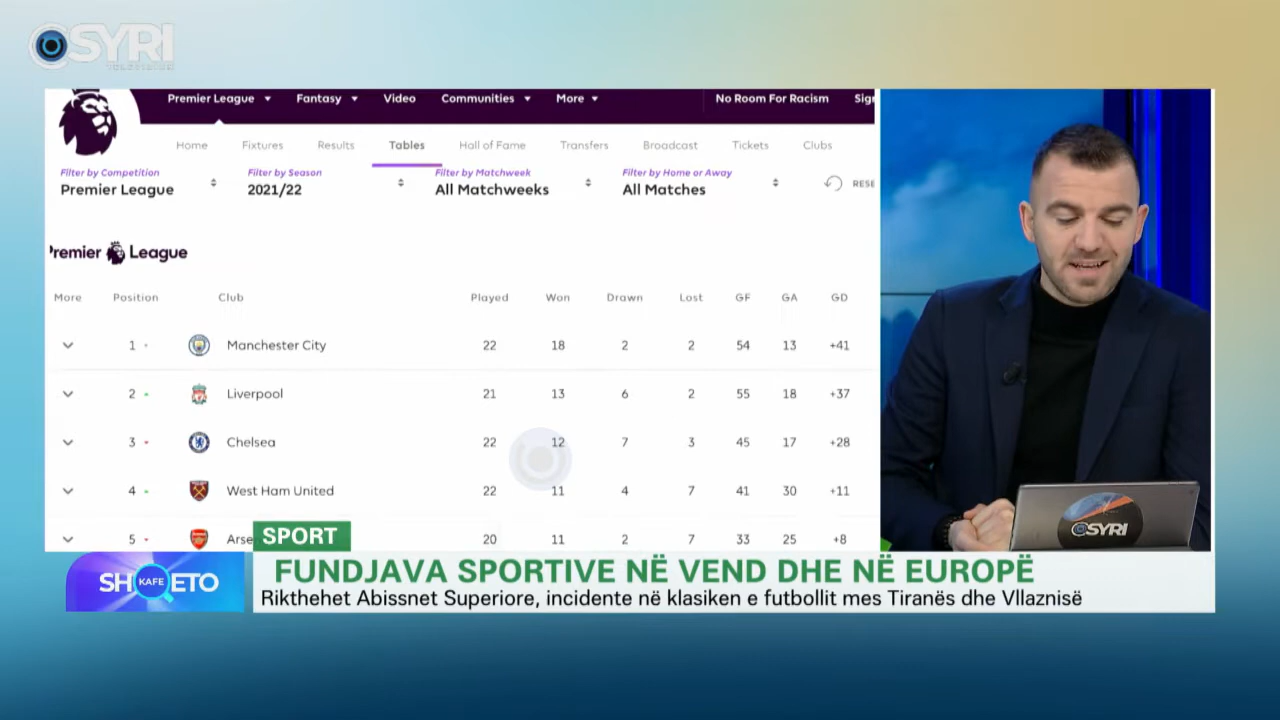 SYRI
TELEVIZION
Premier League Fantasy Video Communities More No Room For Racism Sign
Home Fixtures Results Tables Hall of Fame Transfers Broadcast Tickets Clubs
Filter by Competition Filter by Season Filter by Matchweek Filter by Home or Away
Premier League 2021/22 All Matchweeks All Matches RESE
Premier League
More Position Club Played Won Drawn Lost GF GA GD
1 Manchester City 22 18 2 2 54 13 +41
2 Liverpool 21 13 6 2 55 18 +37
3 Chelsea 22 12 7 3 45 17 +28
4 West Ham United 22 11 4 7 41 30 +11
5 Arse 20 11 2 7 33 25 +8
SYRI
SPORT
SHQETO
KAFE
FUNDJAVA SPORTIVE NË VEND DHE NË EUROPË
Rikthehet Abissnet Superiore, incidente në klasiken e futbollit mes Tiranës dhe Vllaznisë